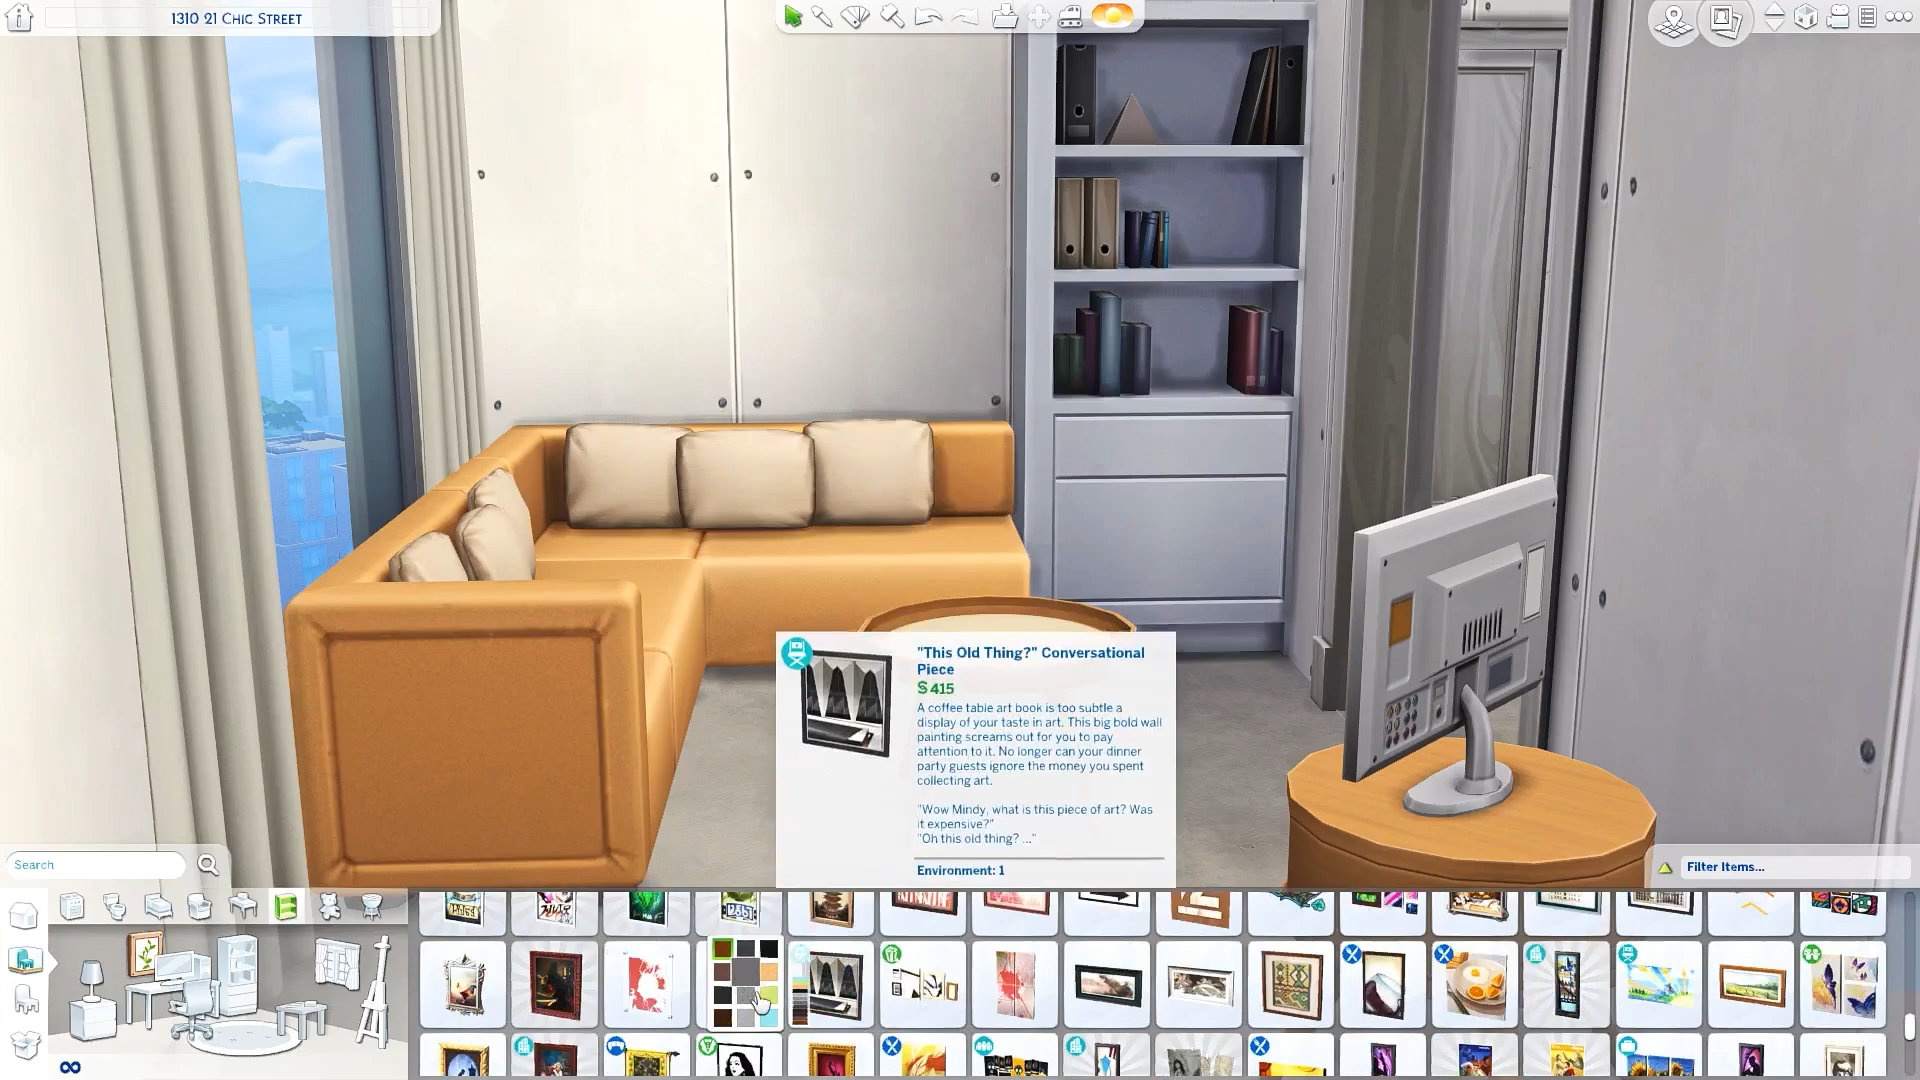 1310 21 Chic Street
"This Old Thing?" Conversational
Piece
§415
A coffee table art book is too subtle a
display of your taste in art. This big bold wall
painting screams out for you to pay
attention to it. No longer can your dinner
party guests ignore the money you spent
collecting art.
"Wow Mindy, what is this piece of art? Was
it expensive?"
"Oh this old thing? ..."
Environment: 1
Search
Filter Items...